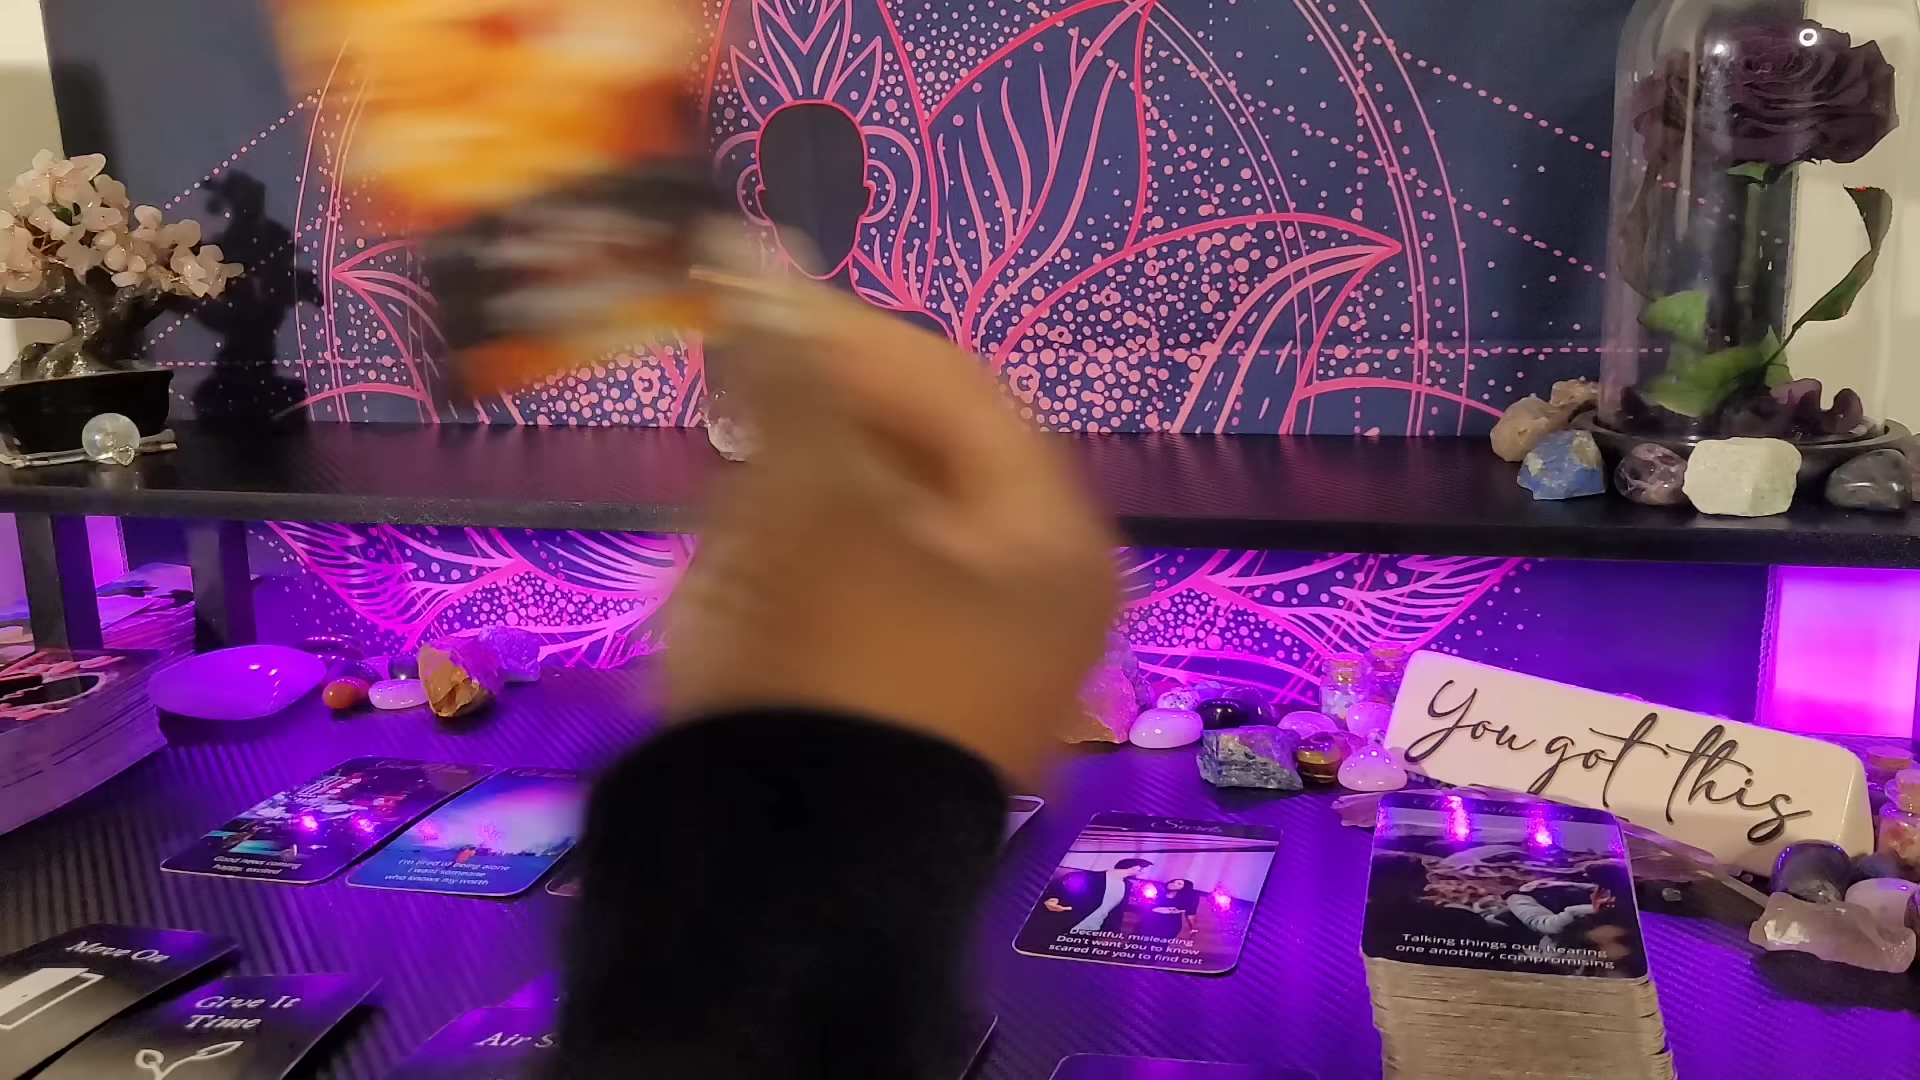 You got this
Good news coming
happy, excited
I'm tired of being alone
I want someone
who knows my worth
Secrets
Deceitful, misleading
Don't want you to know
scared for you to find out
Talking things out, hearing
one another, compromising
Move On
Give It
Time
Air